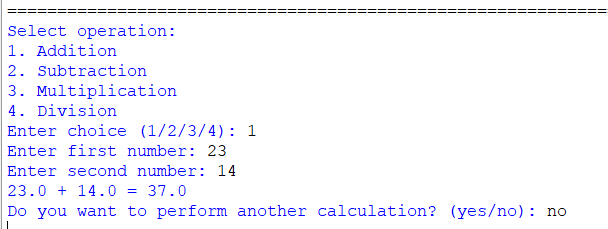 ============================================================
Select operation:
1. Addition
2. Subtraction
3. Multiplication
4. Division
Enter choice (1/2/3/4): 1
Enter first number: 23
Enter second number: 14
23.0 + 14.0 = 37.0
Do you want to perform another calculation? (yes/no): no